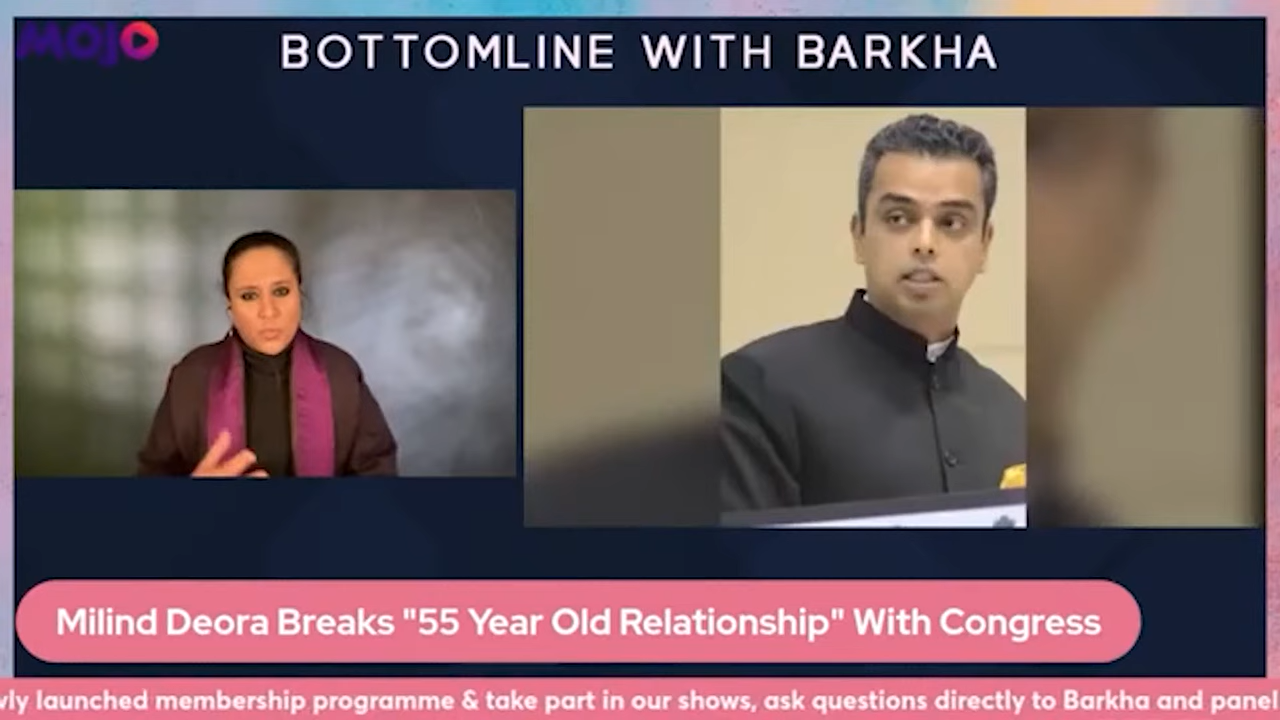 MOJO
BOTTOMLINE WITH BARKHA
Milind Deora Breaks "55 Year Old Relationship" With Congress
launched membership programme & take part in our shows, ask questions directly to Barkha and panel